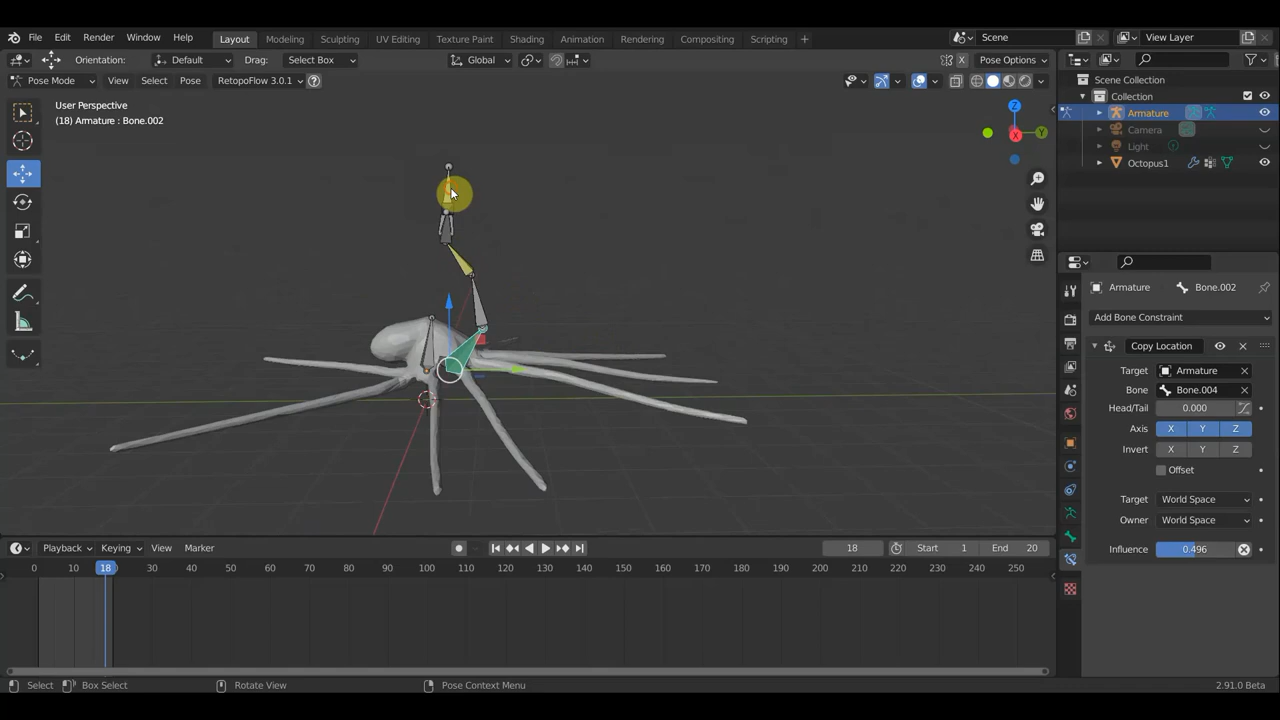 File Edit Render Window Help Layout Modeling Sculpting UV Editing Texture Paint Shading Animation Rendering Compositing Scripting + Scene View Layer
Orientation: Default Drag: Select Box Global X Pose Options
Pose Mode View Select Pose RetopoFlow 3.0.1 ?
Scene Collection
Collection
Armature
Camera
Light
Octopus1
User Perspective
(18) Armature : Bone.002
Z
Y
X
Armature Bone.002
Add Bone Constraint
Copy Location
Target Armature
Bone Bone.004
Head/Tail 0.000
Axis X Y Z
Invert X Y Z
Offset
Target World Space
Owner World Space
Influence 0.496
Playback Keying View Marker 18 Start 1 End 20
0 10 18 30 40 50 60 70 80 90 100 110 120 130 140 150 160 170 180 190 200 210 220 230 240 250
Select Box Select Rotate View Pose Context Menu 2.91.0 Beta